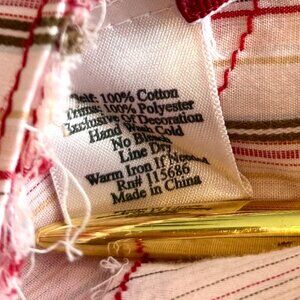 Self: 100% Cotton
Trims: 100% Polyester
Exclusive Of Decoration
Hand Wash Cold
No Bleach
Line Dry
Warm Iron If Needed
Rn# 115686
Made in China